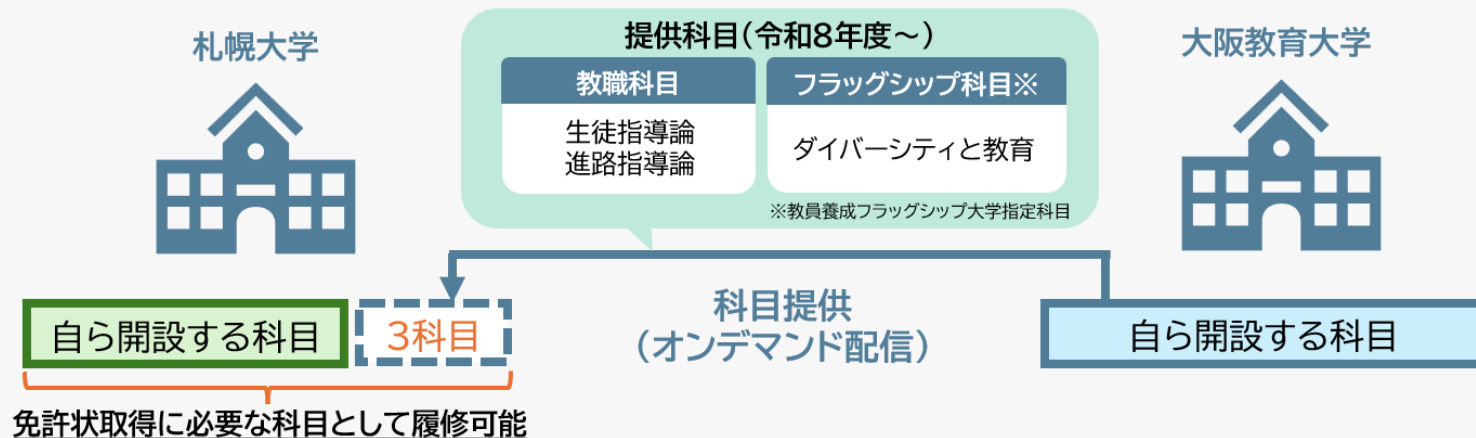 札幌大学
提供科目（令和8年度～）
大阪教育大学
教職科目
フラッグシップ科目※
生徒指導論
進路指導論
ダイバーシティと教育
※教員養成フラッグシップ大学指定科目
自ら開設する科目
3科目
科目提供
（オンデマンド配信）
自ら開設する科目
免許状取得に必要な科目として履修可能